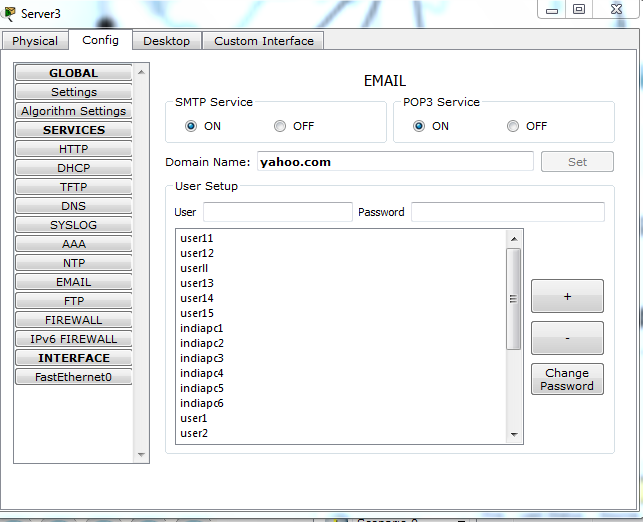 Server3
Physical Config Desktop Custom Interface
GLOBAL
Settings
Algorithm Settings
SERVICES
HTTP
DHCP
TFTP
DNS
SYSLOG
AAA
NTP
EMAIL
FTP
FIREWALL
IPv6 FIREWALL
INTERFACE
FastEthernet0
EMAIL
SMTP Service
ON OFF
POP3 Service
ON OFF
Domain Name: yahoo.com Set
User Setup
User Password
user11
user12
userll
user13
user14
user15
indiapc1
indiapc2
indiapc3
indiapc4
indiapc5
indiapc6
user1
user2
+
-
Change
Password